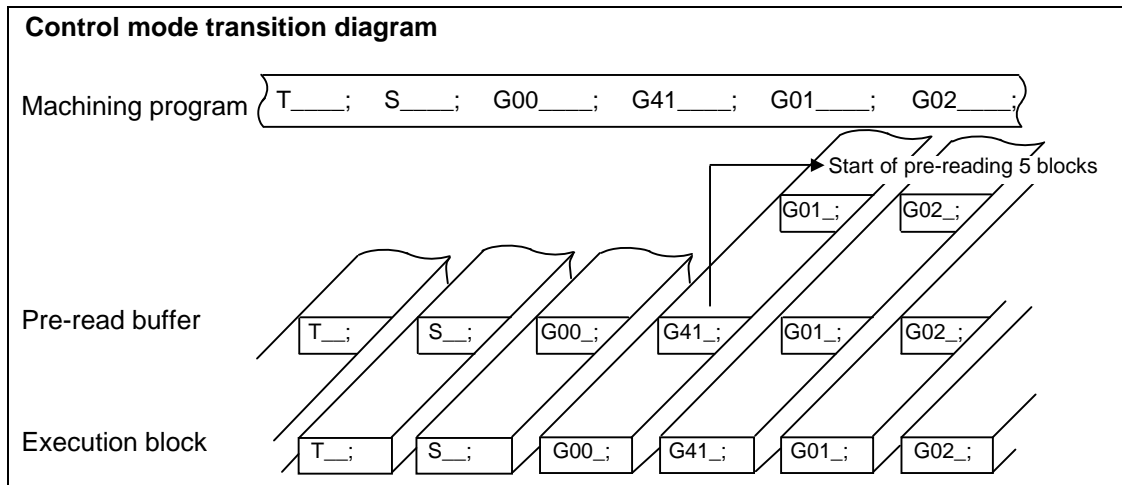 Control mode transition diagram
Machining program T____; S____; G00____; G41____; G01____; G02____;
Start of pre-reading 5 blocks
G01_; G02_;
Pre-read buffer T__; S__; G00_; G41_; G01_; G02_;
Execution block T__; S__; G00_; G41_; G01_; G02_;